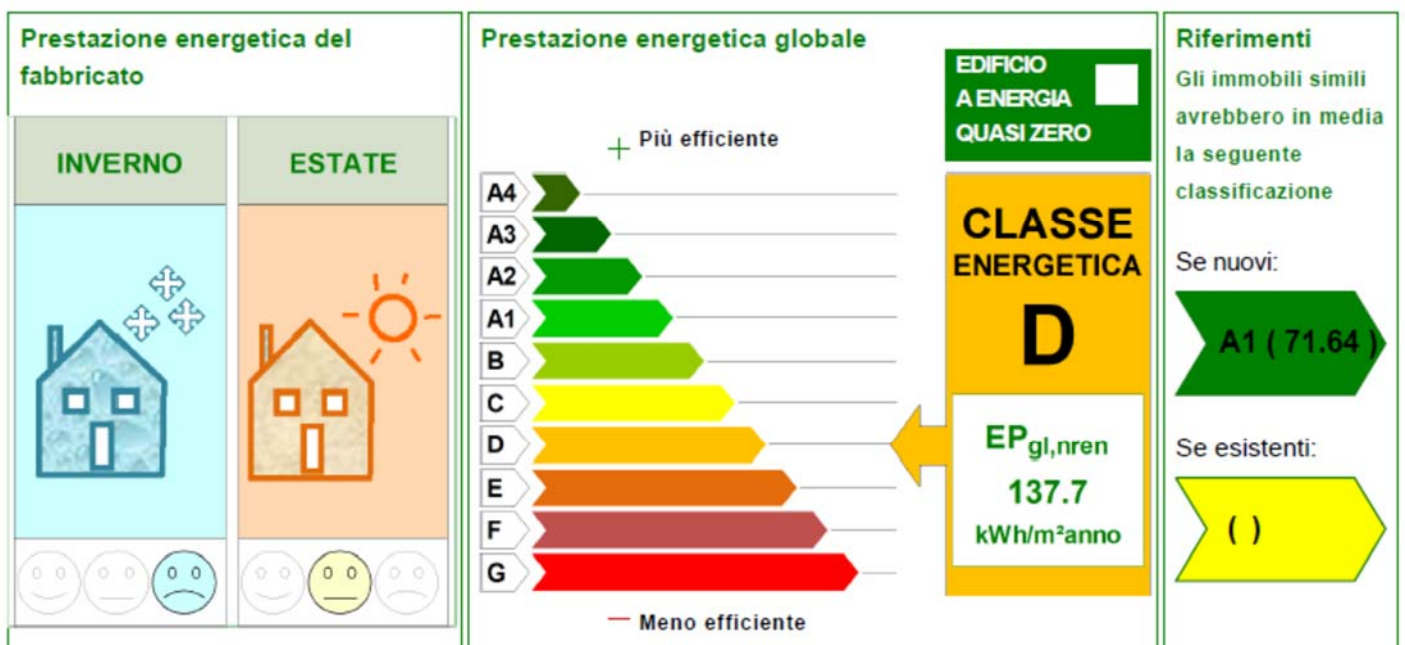 Prestazione energetica del
fabbricato
INVERNO
ESTATE
Prestazione energetica globale
+ Più efficiente
A4
A3
A2
A1
B
C
D
E
F
G
— Meno efficiente
EDIFICIO
A ENERGIA
QUASI ZERO
CLASSE
ENERGETICA
D
EPgl,nren
137.7
kWh/m²anno
Riferimenti
Gli immobili simili
avrebbero in media
la seguente
classificazione
Se nuovi:
A1 ( 71.64 )
Se esistenti:
( )